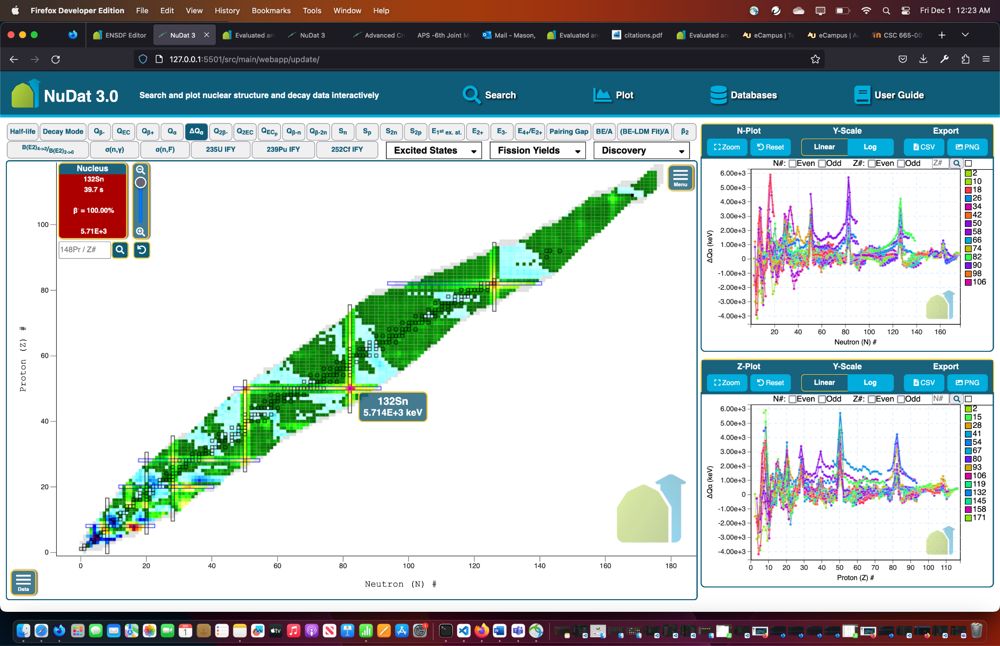 Firefox Developer Edition File Edit View History Bookmarks Tools Window Help Fri Dec 1 12:23 AM
ENSDF Editor NuDat 3 Evaluated an NuDat 3 Advanced Cr APS -6th Joint M Mail - Mason, Evaluated an citations.pdf Evaluated an eCampus | Te eCampus | Ac CSC 665-00
127.0.0.1:5501/src/main/webapp/update/
NuDat 3.0 Search and plot nuclear structure and decay data interactively Search Plot Databases User Guide
Half-life Decay Mode Qβ- QEC Qβ+ Qα ΔQα Q2β- Q2EC QECp Qβ-n Qβ-2n Sn Sp S2n S2p E1st ex. st. E2+ E3- E4+/E2+ Pairing Gap BE/A (BE-LDM Fit)/A β2
B(E2)4->2/B(E2)2->0 σ(n,γ) σ(n,F) 235U IFY 239Pu IFY 252Cf IFY Excited States Fission Yields Discovery
Nucleus
132Sn
39.7 s
β- = 100.00%
5.71E+3
148Pr / Z#
Menu
132Sn
5.714E+3 keV
Proton (Z) #
100
80
60
40
20
0
0 20 40 60 80 100 120 140 160 180
Neutron (N) #
Data
N-Plot Y-Scale Export
Zoom Reset Linear Log CSV PNG
N#: Even Odd Z#: Even Odd Z#
6.00e+3
5.00e+3
4.00e+3
3.00e+3
2.00e+3
1.00e+3
0
-1.00e+3
-2.00e+3
-3.00e+3
-4.00e+3
ΔQα (keV)
20 40 60 80 100 120 140 160
Neutron (N) #
2
10
18
26
34
42
50
58
66
74
82
90
98
106
Z-Plot Y-Scale Export
Zoom Reset Linear Log CSV PNG
N#: Even Odd Z#: Even Odd N#
6.00e+3
5.00e+3
4.00e+3
3.00e+3
2.00e+3
1.00e+3
0
-1.00e+3
-2.00e+3
-3.00e+3
-4.00e+3
ΔQα (keV)
0 10 20 30 40 50 60 70 80 90 100 110
Proton (Z) #
2
15
28
41
54
67
80
93
106
119
132
145
158
171
DEC
1
tv
1